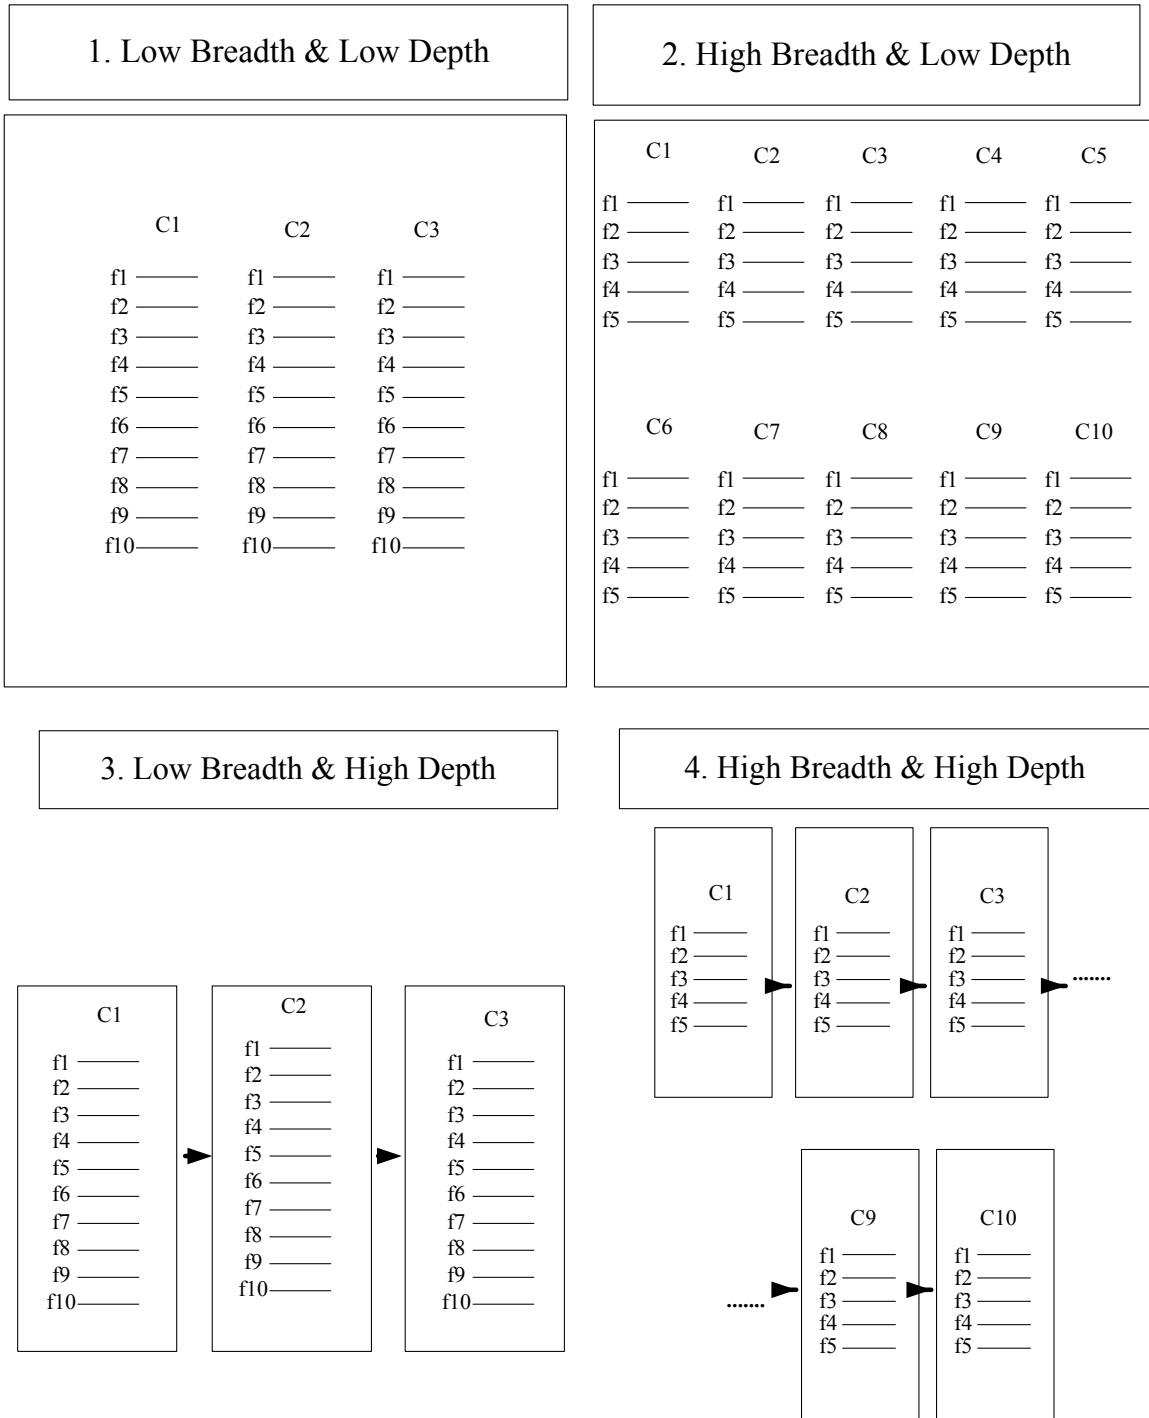 1. Low Breadth & Low Depth
C1 C2 C3
f1 f1 f1
f2 f2 f2
f3 f3 f3
f4 f4 f4
f5 f5 f5
f6 f6 f6
f7 f7 f7
f8 f8 f8
f9 f9 f9
f10 f10 f10
2. High Breadth & Low Depth
C1 C2 C3 C4 C5
f1 f1 f1 f1 f1
f2 f2 f2 f2 f2
f3 f3 f3 f3 f3
f4 f4 f4 f4 f4
f5 f5 f5 f5 f5
C6 C7 C8 C9 C10
f1 f1 f1 f1 f1
f2 f2 f2 f2 f2
f3 f3 f3 f3 f3
f4 f4 f4 f4 f4
f5 f5 f5 f5 f5
3. Low Breadth & High Depth
C1 C2 C3
f1 f1 f1
f2 f2 f2
f3 f3 f3
f4 f4 f4
f5 f5 f5
f6 f6 f6
f7 f7 f7
f8 f8 f8
f9 f9 f9
f10 f10 f10
4. High Breadth & High Depth
C1 C2 C3
f1 f1 f1
f2 f2 f2
f3 f3 f3 .......
f4 f4 f4
f5 f5 f5
C9 C10
f1 f1
f2 f2
....... f3 f3
f4 f4
f5 f5